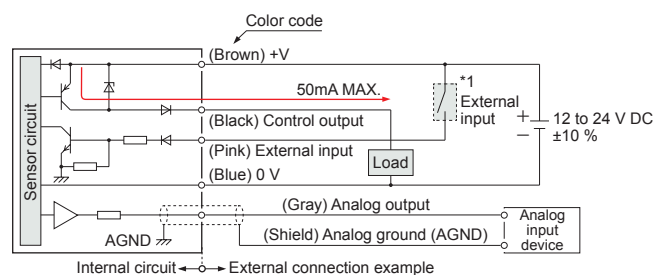 Color code
(Brown) +V
50mA MAX.
*1
External
input
(Black) Control output
12 to 24 V DC
±10 %
+
−
(Pink) External input
Load
Sensor circuit
(Blue) 0 V
(Gray) Analog output
Analog
input
device
AGND
(Shield) Analog ground (AGND)
Internal circuit
External connection example